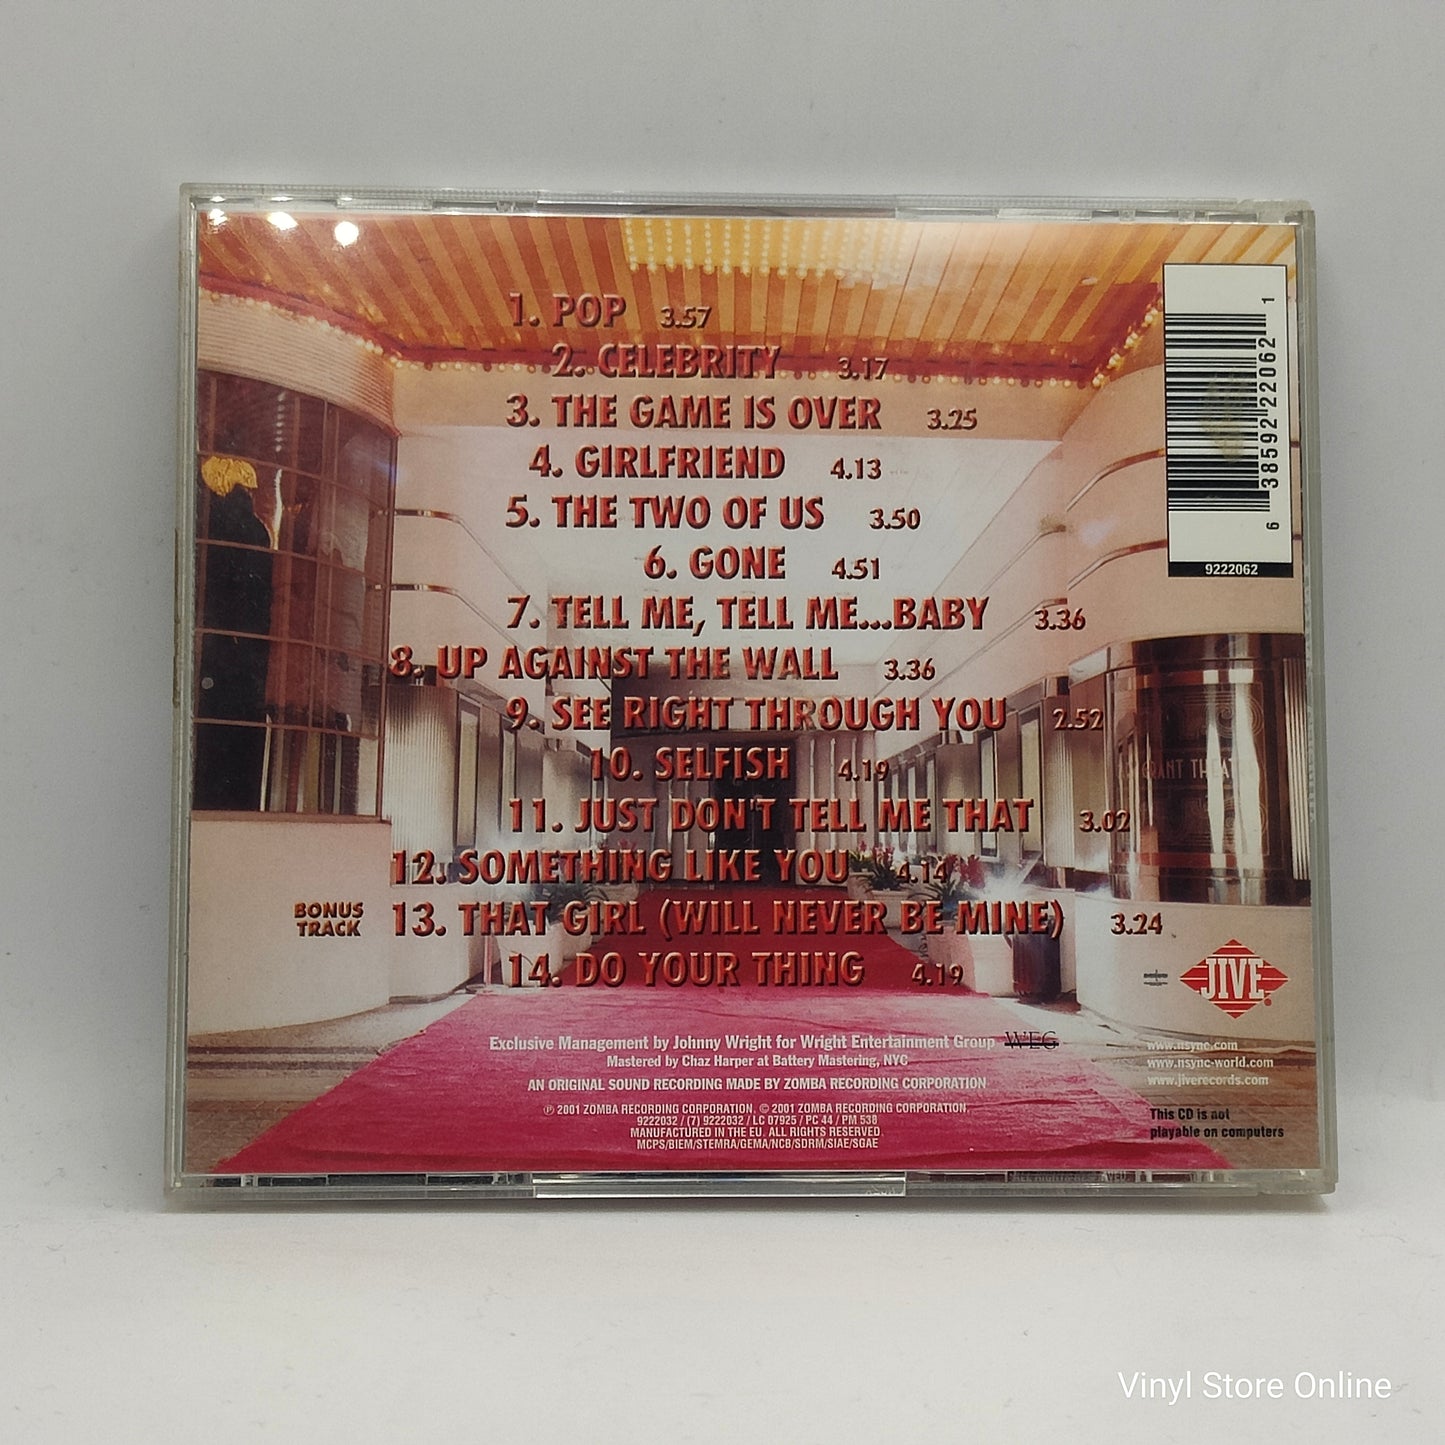 1. POP 3.57
2. CELEBRITY 3.17
3. THE GAME IS OVER 3.25
4. GIRLFRIEND 4.13
5. THE TWO OF US 3.50
6. GONE 4.51
7. TELL ME, TELL ME...BABY 3.36
8. UP AGAINST THE WALL 3.36
9. SEE RIGHT THROUGH YOU 2.52
10. SELFISH 4.19
11. JUST DON'T TELL ME THAT 3.02
12. SOMETHING LIKE YOU 4.14
BONUS TRACK 13. THAT GIRL (WILL NEVER BE MINE) 3.24
14. DO YOUR THING 4.19
Exclusive Management by Johnny Wright for Wright Entertainment Group WEG
Mastered by Chaz Harper at Battery Mastering, NYC
AN ORIGINAL SOUND RECORDING MADE BY ZOMBA RECORDING CORPORATION
℗ 2001 ZOMBA RECORDING CORPORATION. © 2001 ZOMBA RECORDING CORPORATION.
9222032 / (7) 9222032 / LC 07925 / PC 44 / PM 538
MANUFACTURED IN THE EU. ALL RIGHTS RESERVED.
MCPS/BIEM/STEMRA/GEMA/NCB/SDRM/SIAE/SGAE
6 38592 22062 1
9222062
GRANT
JIVE
www.nsync.com
www.nsync-world.com
www.jiverecords.com
This CD is not
playable on computers
Vinyl Store Online